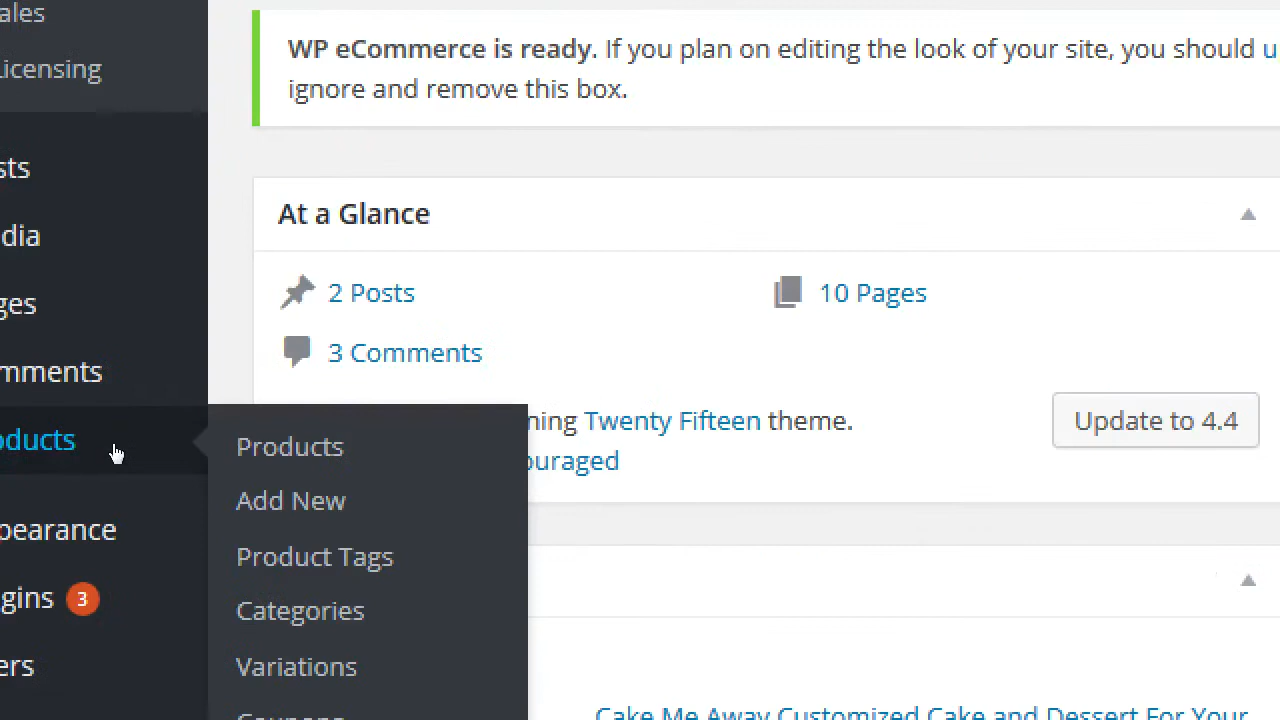 ales
Licensing
sts
dia
ges
mments
oducts
pearance
gins 3
ers
WP eCommerce is ready. If you plan on editing the look of your site, you should u
ignore and remove this box.
At a Glance
2 Posts
10 Pages
3 Comments
ning Twenty Fifteen theme.
Update to 4.4
ouraged
Products
Add New
Product Tags
Categories
Variations
Coupons
Cake Me Away Customized Cake and Dessert For Your